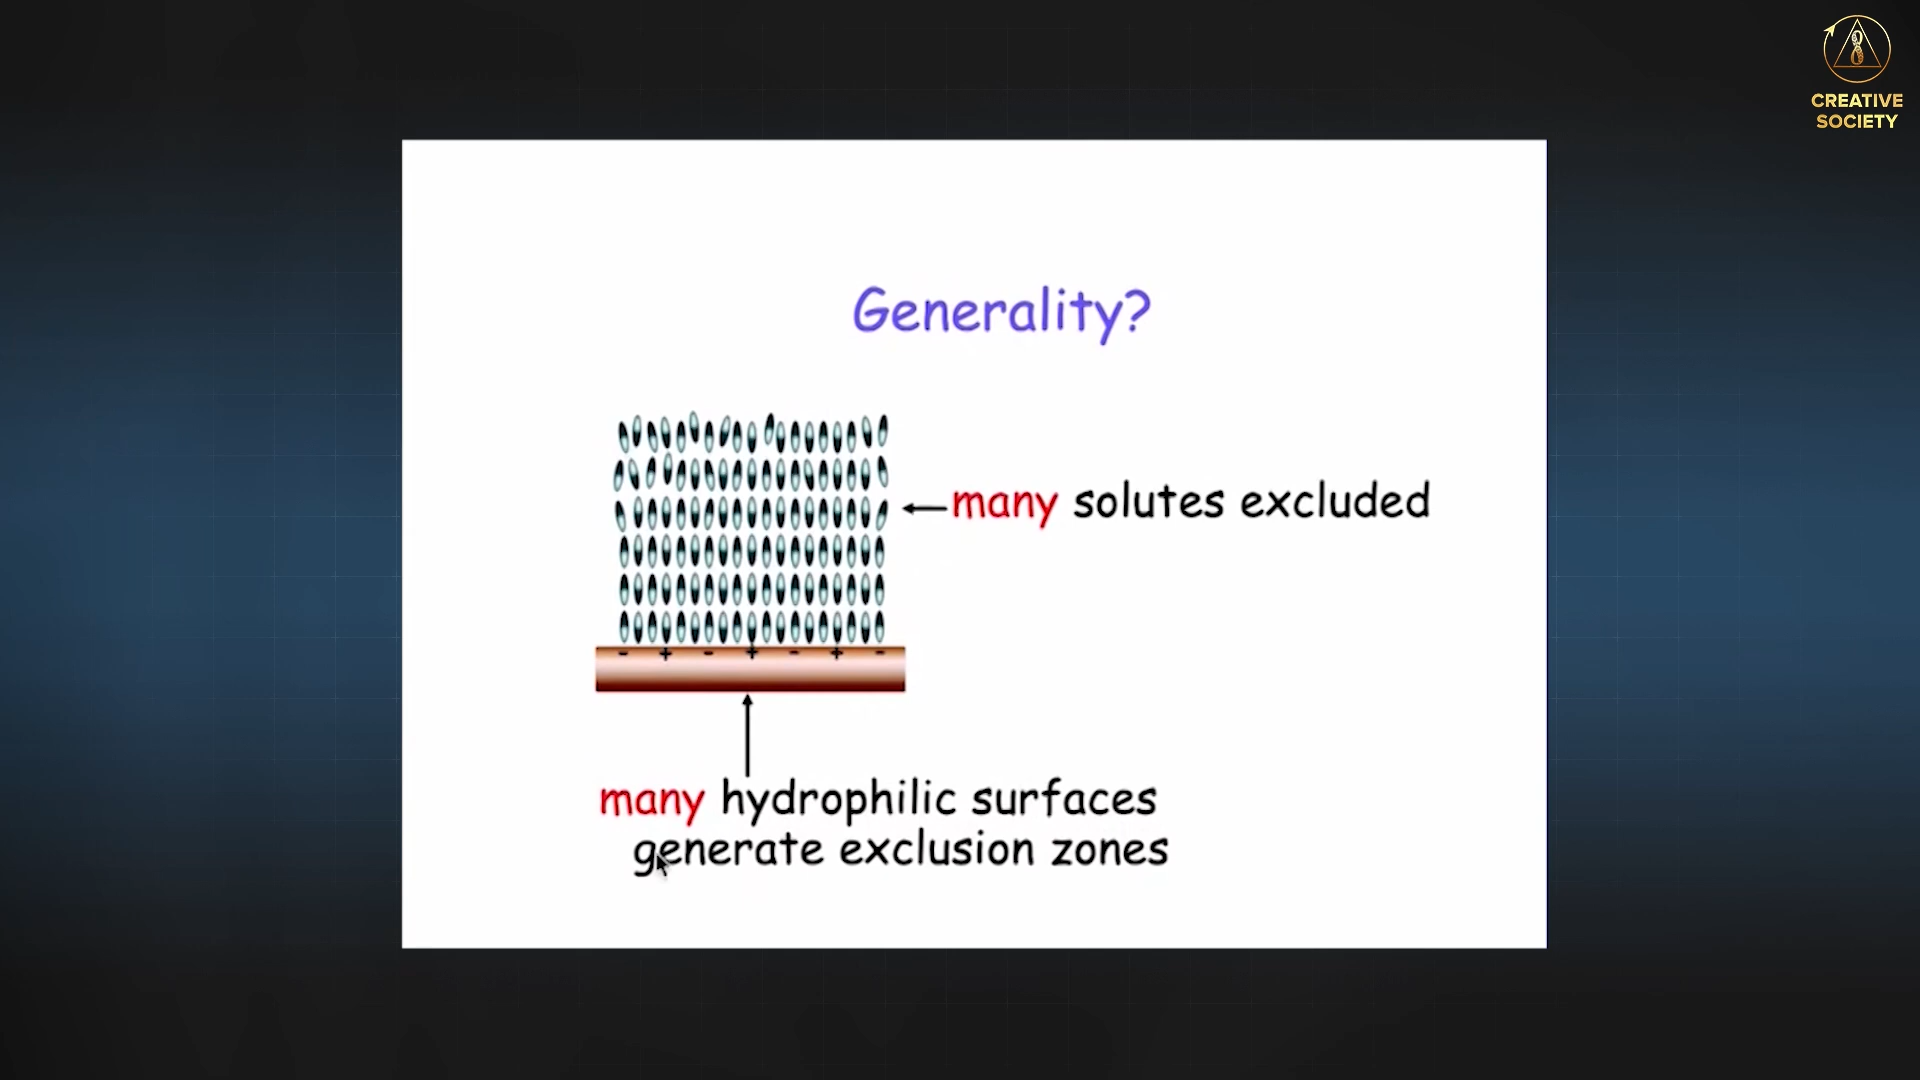 CREATIVE
SOCIETY
Generality?
many solutes excluded
- + - + - + -
many hydrophilic surfaces
generate exclusion zones